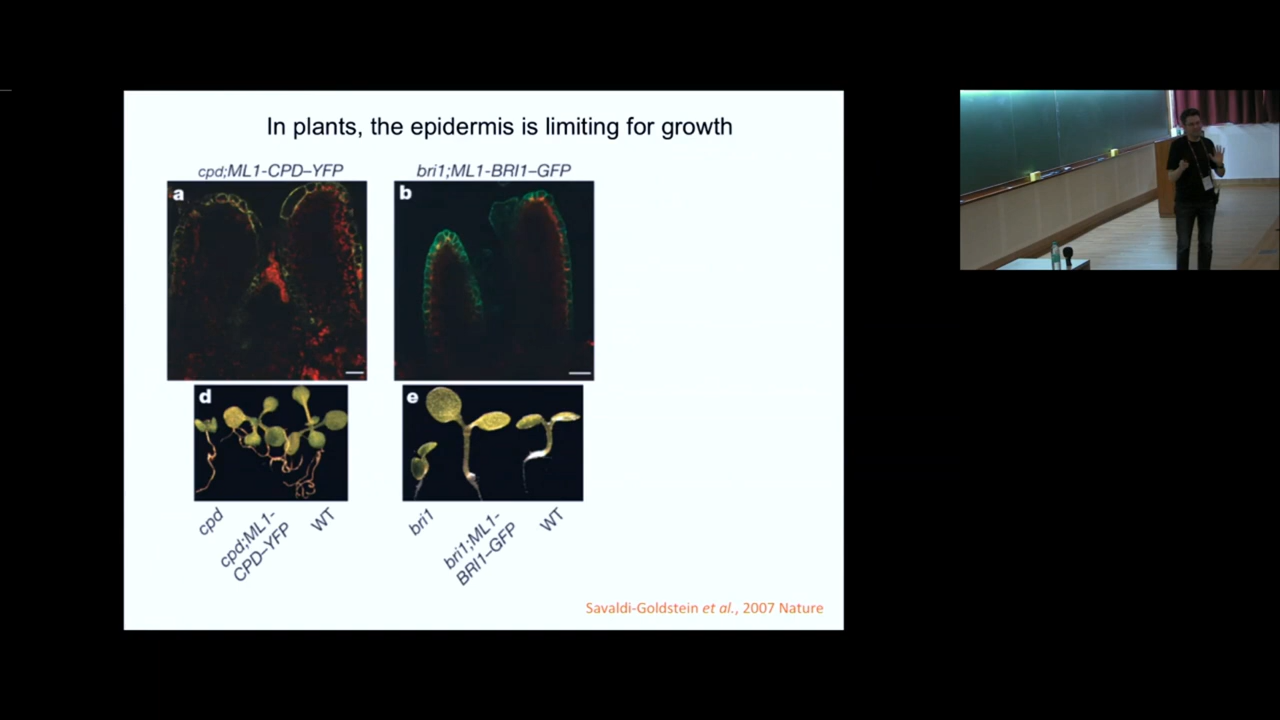 In plants, the epidermis is limiting for growth
cpd;ML1-CPD–YFP
bri1;ML1-BRI1–GFP
a
b
d
e
cpd
cpd;ML1-
CPD–YFP
WT
bri1
bri1;ML1-
BRI1–GFP
WT
Savaldi-Goldstein et al., 2007 Nature